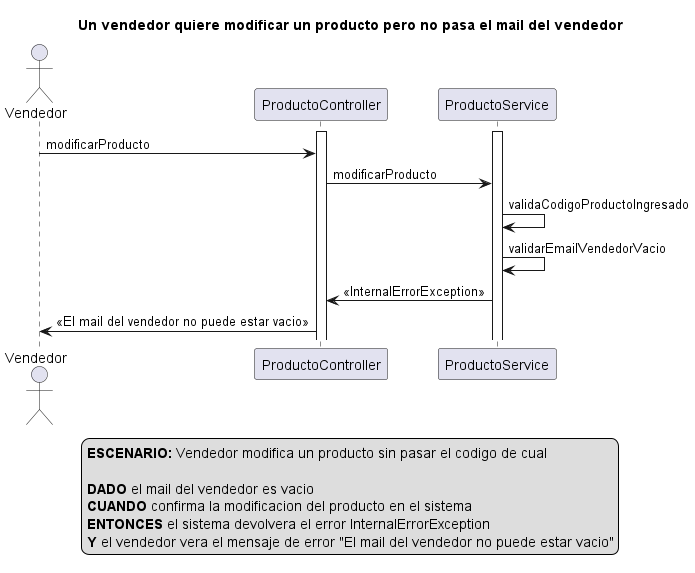 Un vendedor quiere modificar un producto pero no pasa el mail del vendedor
Vendedor
ProductoController
ProductoService
modificarProducto
modificarProducto
validaCodigoProductoIngresado
validarEmailVendedorVacio
«InternalErrorException»
«El mail del vendedor no puede estar vacio»
Vendedor
ProductoController
ProductoService
ESCENARIO: Vendedor modifica un producto sin pasar el codigo de cual
DADO el mail del vendedor es vacio
CUANDO confirma la modificacion del producto en el sistema
ENTONCES el sistema devolvera el error InternalErrorException
Y el vendedor vera el mensaje de error "El mail del vendedor no puede estar vacio"